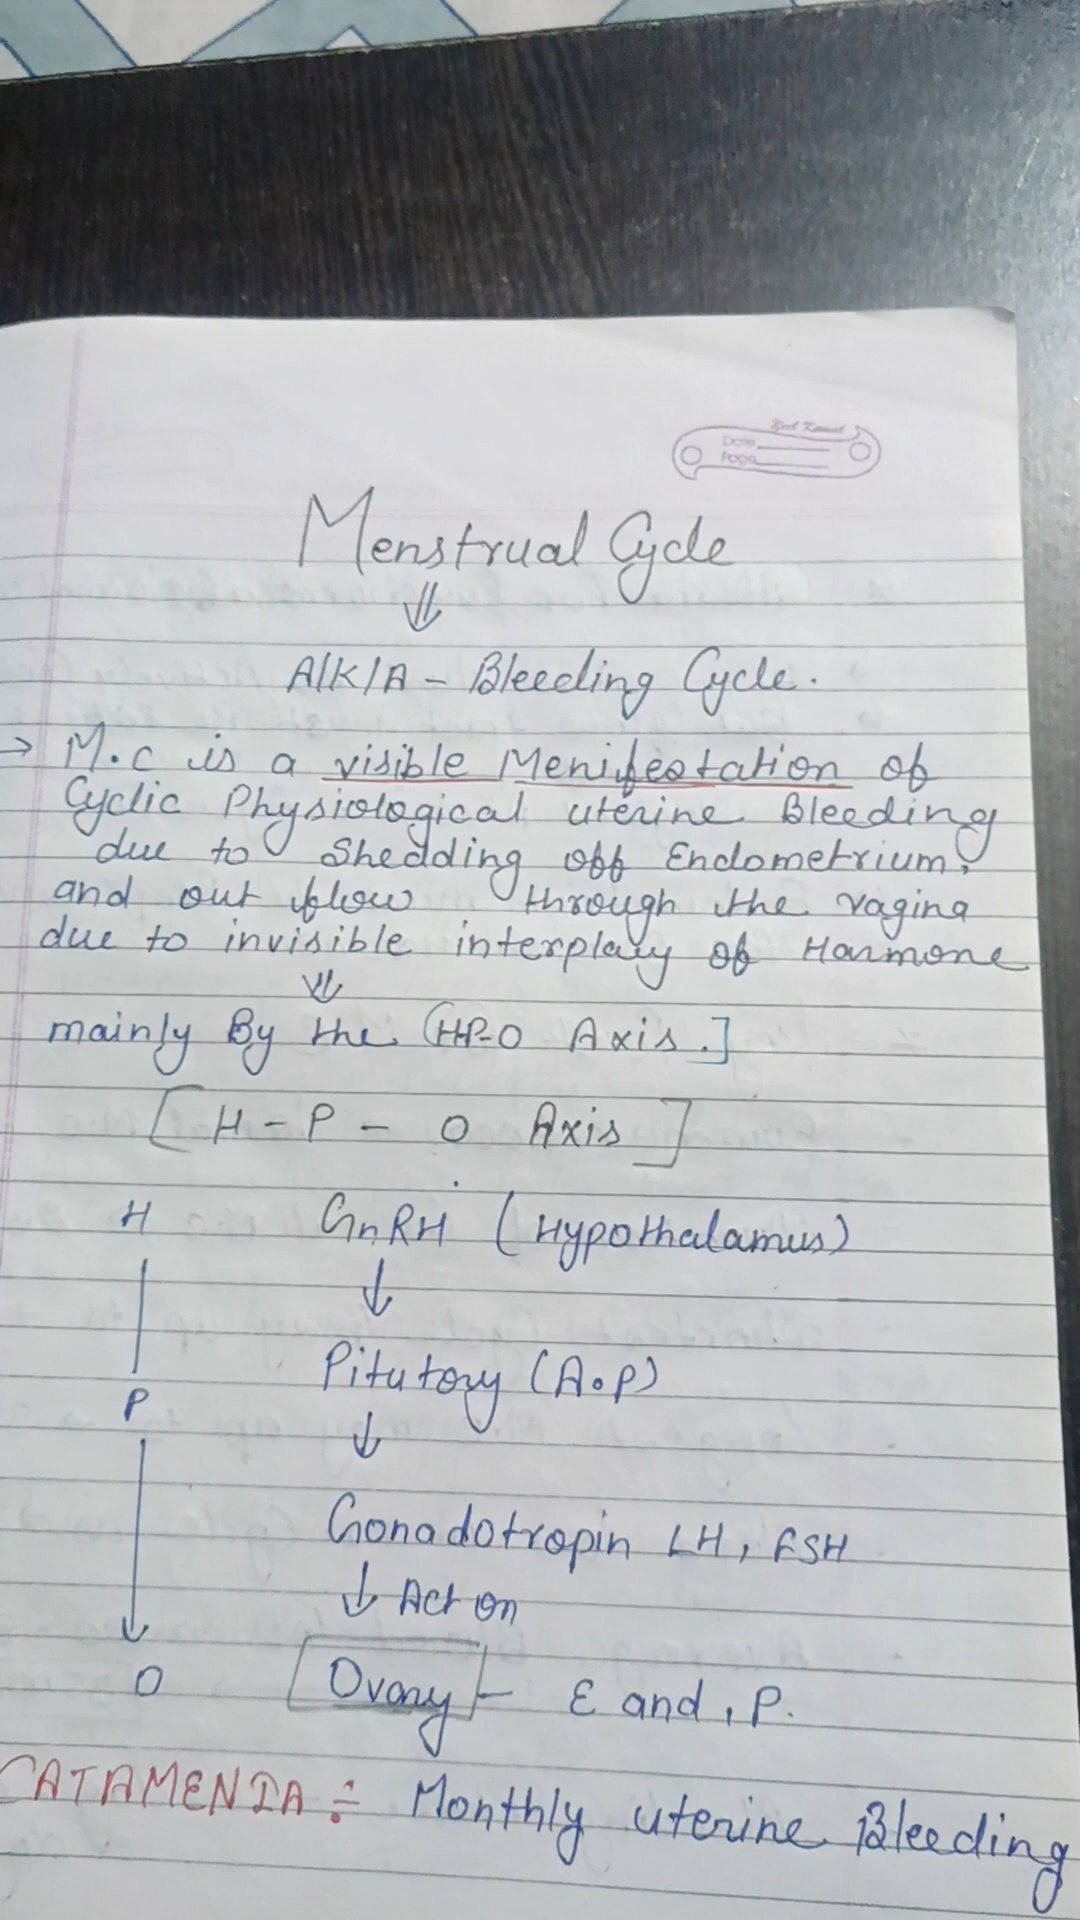 Date
Page
Menstrual Cycle
⇓
A/K/A - Bleeding Cycle.
→ M.c is a visible Menifestation of
Cyclic Physiological uterine Bleeding
due to Shedding off Endometrium,
and out flow through the vagina
due to invisible interplay of Harmone
⇓
mainly By the (HP-O Axis.]
[H - P - O Axis]
H GnRH (Hypothalamus)
↓
P Pitutory (A.P)
↓
Gonadotropin LH, FSH
↓ Act on
O [Ovary] - E and, P.
CATAMENIA ÷ Monthly uterine Bleeding